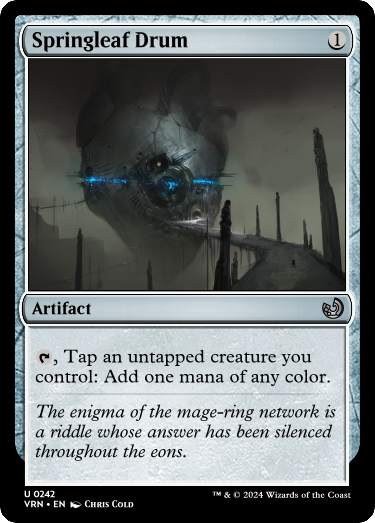 Springleaf Drum 1
Artifact
, Tap an untapped creature you
control: Add one mana of any color.
The enigma of the mage-ring network is
a riddle whose answer has been silenced
throughout the eons.
U 0242
VRN • EN Chris Cold
™ & © 2024 Wizards of the Coast